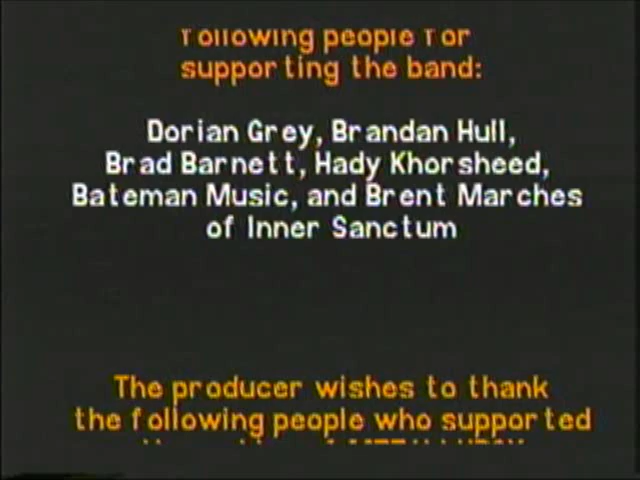 following people for
supporting the band:
Dorian Grey, Brandan Hull,
Brad Barnett, Hady Khorsheed,
Bateman Music, and Brent Marches
of Inner Sanctum
The producer wishes to thank
the following people who supported